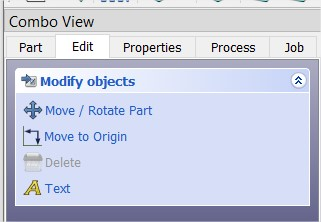 Combo View
Part Edit Properties Process Job
Modify objects
Move / Rotate Part
Move to Origin
Delete
Text